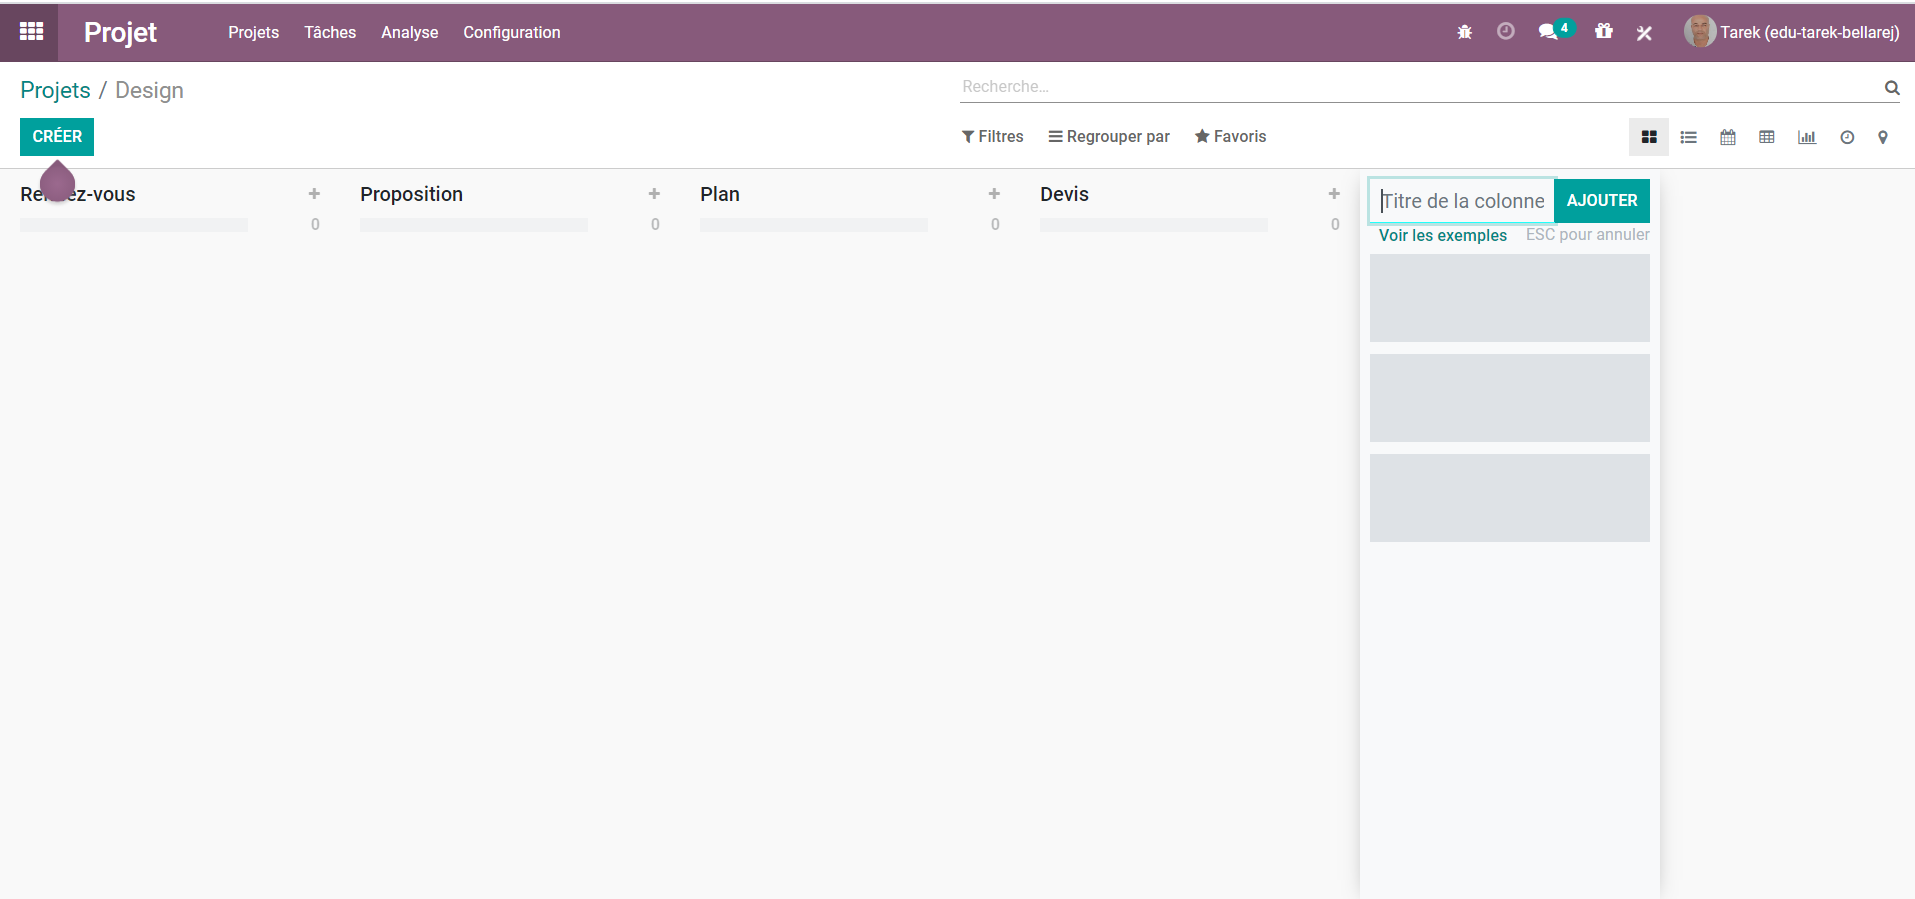 Projet
Projets Tâches Analyse Configuration
4
Tarek (edu-tarek-bellarej)
Projets / Design
Recherche...
CRÉER
Filtres Regrouper par Favoris
Rendez-vous
0
Proposition
0
Plan
0
Devis
0
Titre de la colonne AJOUTER
Voir les exemples ESC pour annuler